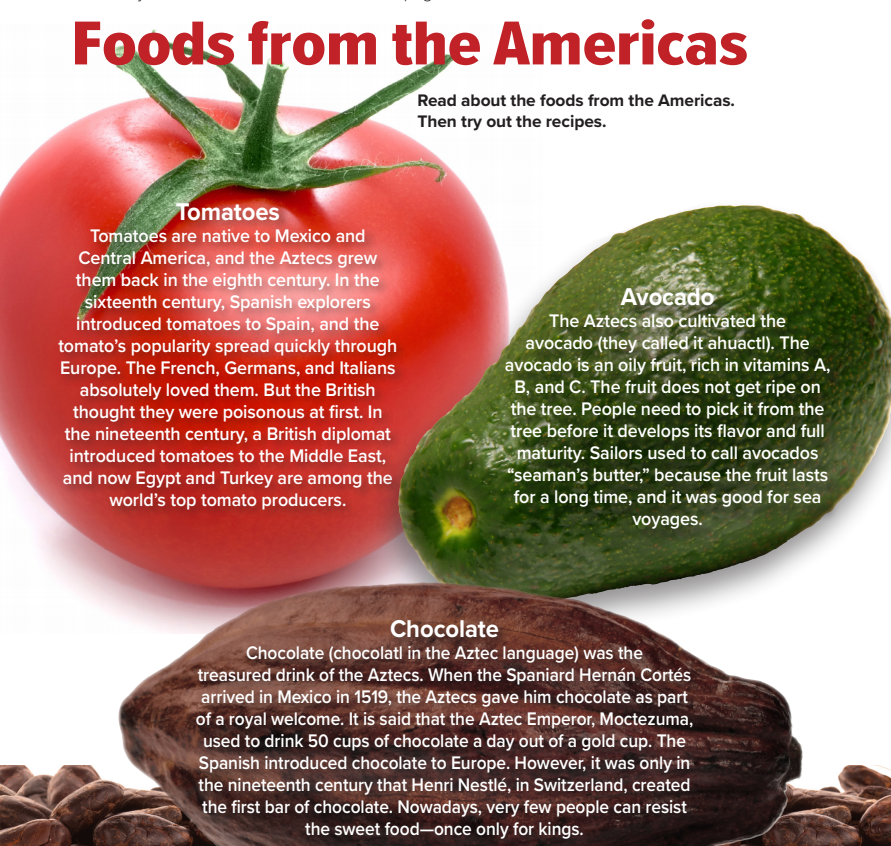 Foods from the Americas
Read about the foods from the Americas.
Then try out the recipes.
Tomatoes
Tomatoes are native to Mexico and
Central America, and the Aztecs grew
them back in the eighth century. In the
sixteenth century, Spanish explorers
introduced tomatoes to Spain, and the
tomato's popularity spread quickly through
Europe. The French, Germans, and Italians
absolutely loved them. But the British
thought they were poisonous at first. In
the nineteenth century, a British diplomat
introduced tomatoes to the Middle East,
and now Egypt and Turkey are among the
world's top tomato producers.
Avocado
The Aztecs also cultivated the
avocado (they called it ahuactl). The
avocado is an oily fruit, rich in vitamins A,
B, and C. The fruit does not get ripe on
the tree. People need to pick it from the
tree before it develops its flavor and full
maturity. Sailors used to call avocados
“seaman's butter,” because the fruit lasts
for a long time, and it was good for sea
voyages.
Chocolate
Chocolate (chocolatl in the Aztec language) was the
treasured drink of the Aztecs. When the Spaniard Hernán Cortés
arrived in Mexico in 1519, the Aztecs gave him chocolate as part
of a royal welcome. It is said that the Aztec Emperor, Moctezuma,
used to drink 50 cups of chocolate a day out of a gold cup. The
Spanish introduced chocolate to Europe. However, it was only in
the nineteenth century that Henri Nestlé, in Switzerland, created
the first bar of chocolate. Nowadays, very few people can resist
the sweet food—once only for kings.